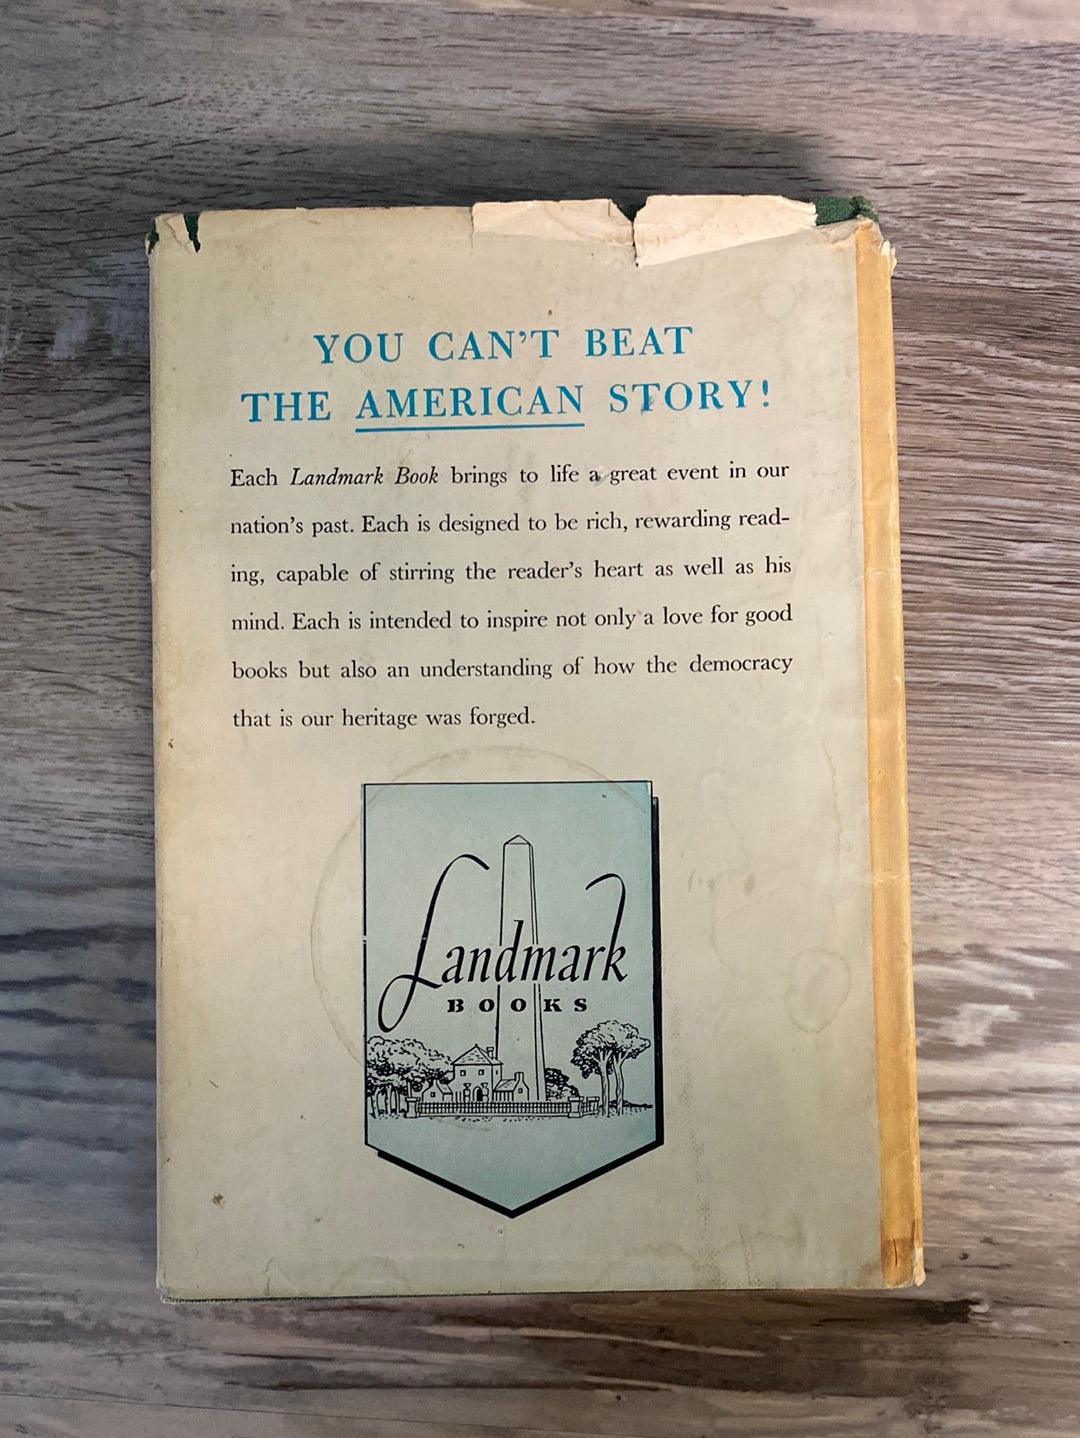 YOU CAN'T BEAT
THE AMERICAN STORY!
Each Landmark Book brings to life a great event in our
nation's past. Each is designed to be rich, rewarding read-
ing, capable of stirring the reader's heart as well as his
mind. Each is intended to inspire not only a love for good
books but also an understanding of how the democracy
that is our heritage was forged.
Landmark
BOOKS